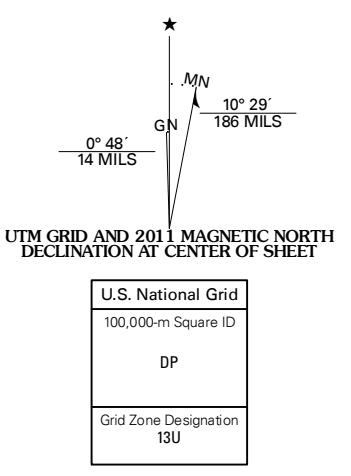 MN
10° 29´
186 MILS
GN
0° 48´
14 MILS
UTM GRID AND 2011 MAGNETIC NORTH
DECLINATION AT CENTER OF SHEET
U.S. National Grid
100,000-m Square ID
DP
Grid Zone Designation
13U